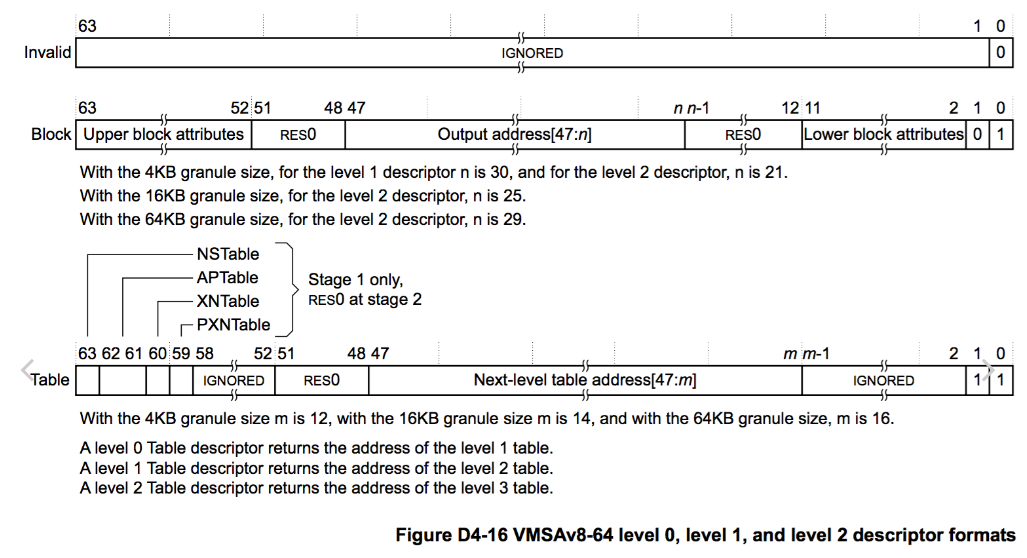 63 1 0
Invalid IGNORED 0
63 52 51 48 47 n n-1 12 11 2 1 0
Block Upper block attributes RES0 Output address[47:n] RES0 Lower block attributes 0 1
With the 4KB granule size, for the level 1 descriptor n is 30, and for the level 2 descriptor, n is 21.
With the 16KB granule size, for the level 2 descriptor, n is 25.
With the 64KB granule size, for the level 2 descriptor, n is 29.
NSTable
APTable
XNTable
PXNTable
Stage 1 only,
RES0 at stage 2
63 62 61 60 59 58 52 51 48 47 m m-1 2 1 0
Table IGNORED RES0 Next-level table address[47:m] IGNORED 1 1
With the 4KB granule size m is 12, with the 16KB granule size m is 14, and with the 64KB granule size, m is 16.
A level 0 Table descriptor returns the address of the level 1 table.
A level 1 Table descriptor returns the address of the level 2 table.
A level 2 Table descriptor returns the address of the level 3 table.
Figure D4-16 VMSAv8-64 level 0, level 1, and level 2 descriptor formats